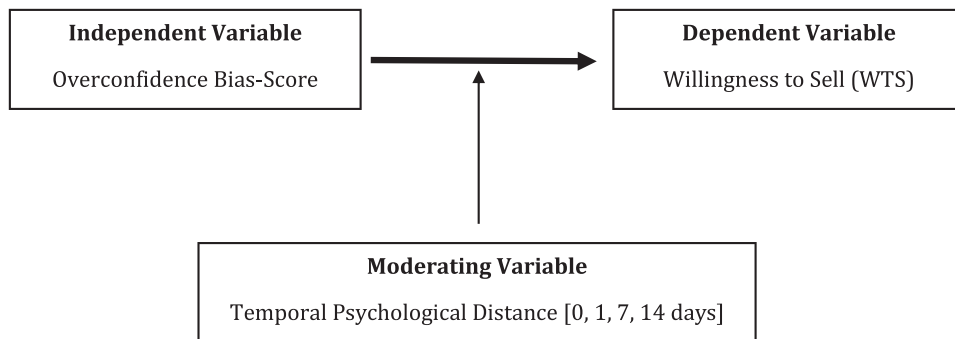 Independent Variable
Overconfidence Bias-Score
Dependent Variable
Willingness to Sell (WTS)
Moderating Variable
Temporal Psychological Distance [0, 1, 7, 14 days]